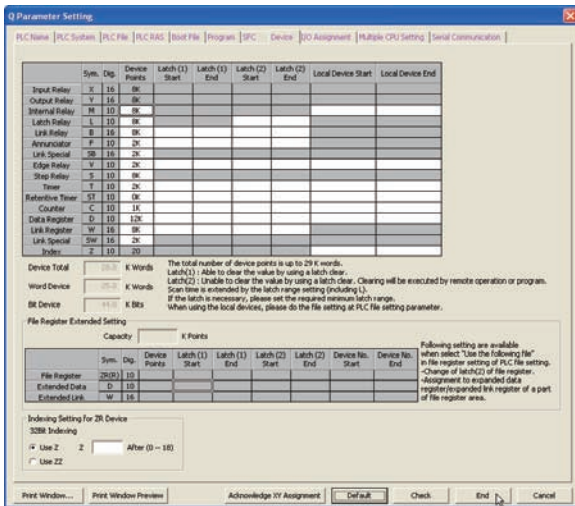 Q Parameter Setting
PLC Name PLC System PLC File PLC RAS Boot File Program SFC Device I/O Assignment Multiple CPU Setting Serial Communication
Sym. Dig. Device Points Latch (1) Start Latch (1) End Latch (2) Start Latch (2) End Local Device Start Local Device End
Input Relay X 16 8K
Output Relay Y 16 8K
Internal Relay M 10 8K
Latch Relay L 10 8K
Link Relay B 16 8K
Annunciator F 10 2K
Link Special SB 16 2K
Edge Relay V 10 2K
Step Relay S 10 8K
Timer T 10 2K
Retentive Timer ST 10 0K
Counter C 10 1K
Data Register D 10 12K
Link Register W 16 8K
Link Special SW 16 2K
Index Z 10 20
Device Total K Words
Word Device K Words
Bit Device K Bits
The total number of device points is up to 29 K words.
Latch(1) : Able to clear the value by using a latch clear.
Latch(2) : Unable to clear the value by using a latch clear. Clearing will be executed by remote operation or program.
Scan time is extended by the latch range setting (including L).
If the latch is necessary, please set the required minimum latch range.
When using the local devices, please do the file setting at PLC file setting parameter.
File Register Extended Setting
Capacity K Points
Sym. Dig. Device Points Latch (1) Start Latch (1) End Latch (2) Start Latch (2) End Device No. Start Device No. End
File Register ZR(R) 10
Extended Data D 10
Extended Link W 16
Following setting are available
when select "Use the following file"
in file register setting of PLC file setting.
-Change of latch(2) of file register.
-Assignment to expanded data
register/expanded link register of a part
of file register area.
Indexing Setting for ZR Device
32Bit Indexing
Use Z Z After (0 -- 18)
Use ZZ
Print Window... Print Window Preview Acknowledge XY Assignment Default Check End Cancel